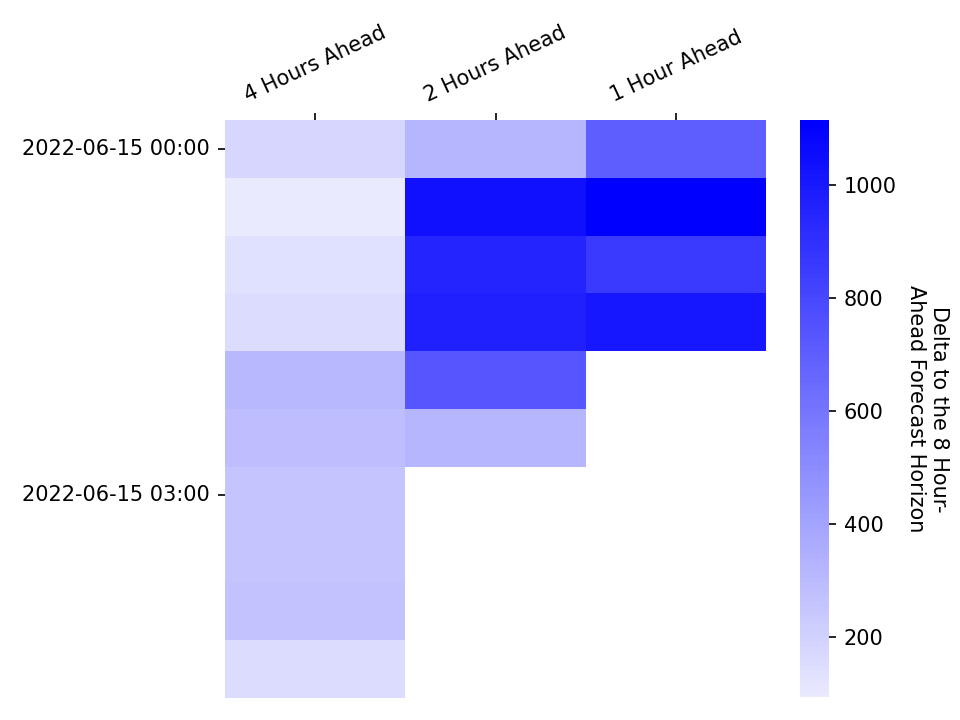 4 Hours Ahead
2 Hours Ahead
1 Hour Ahead
2022-06-15 00:00
2022-06-15 03:00
1000
800
600
400
200
Delta to the 8 Hour-
Ahead Forecast Horizon